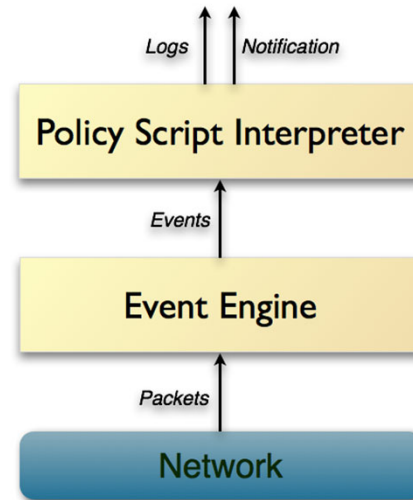 Logs
Notification
Policy Script Interpreter
Events
Event Engine
Packets
Network